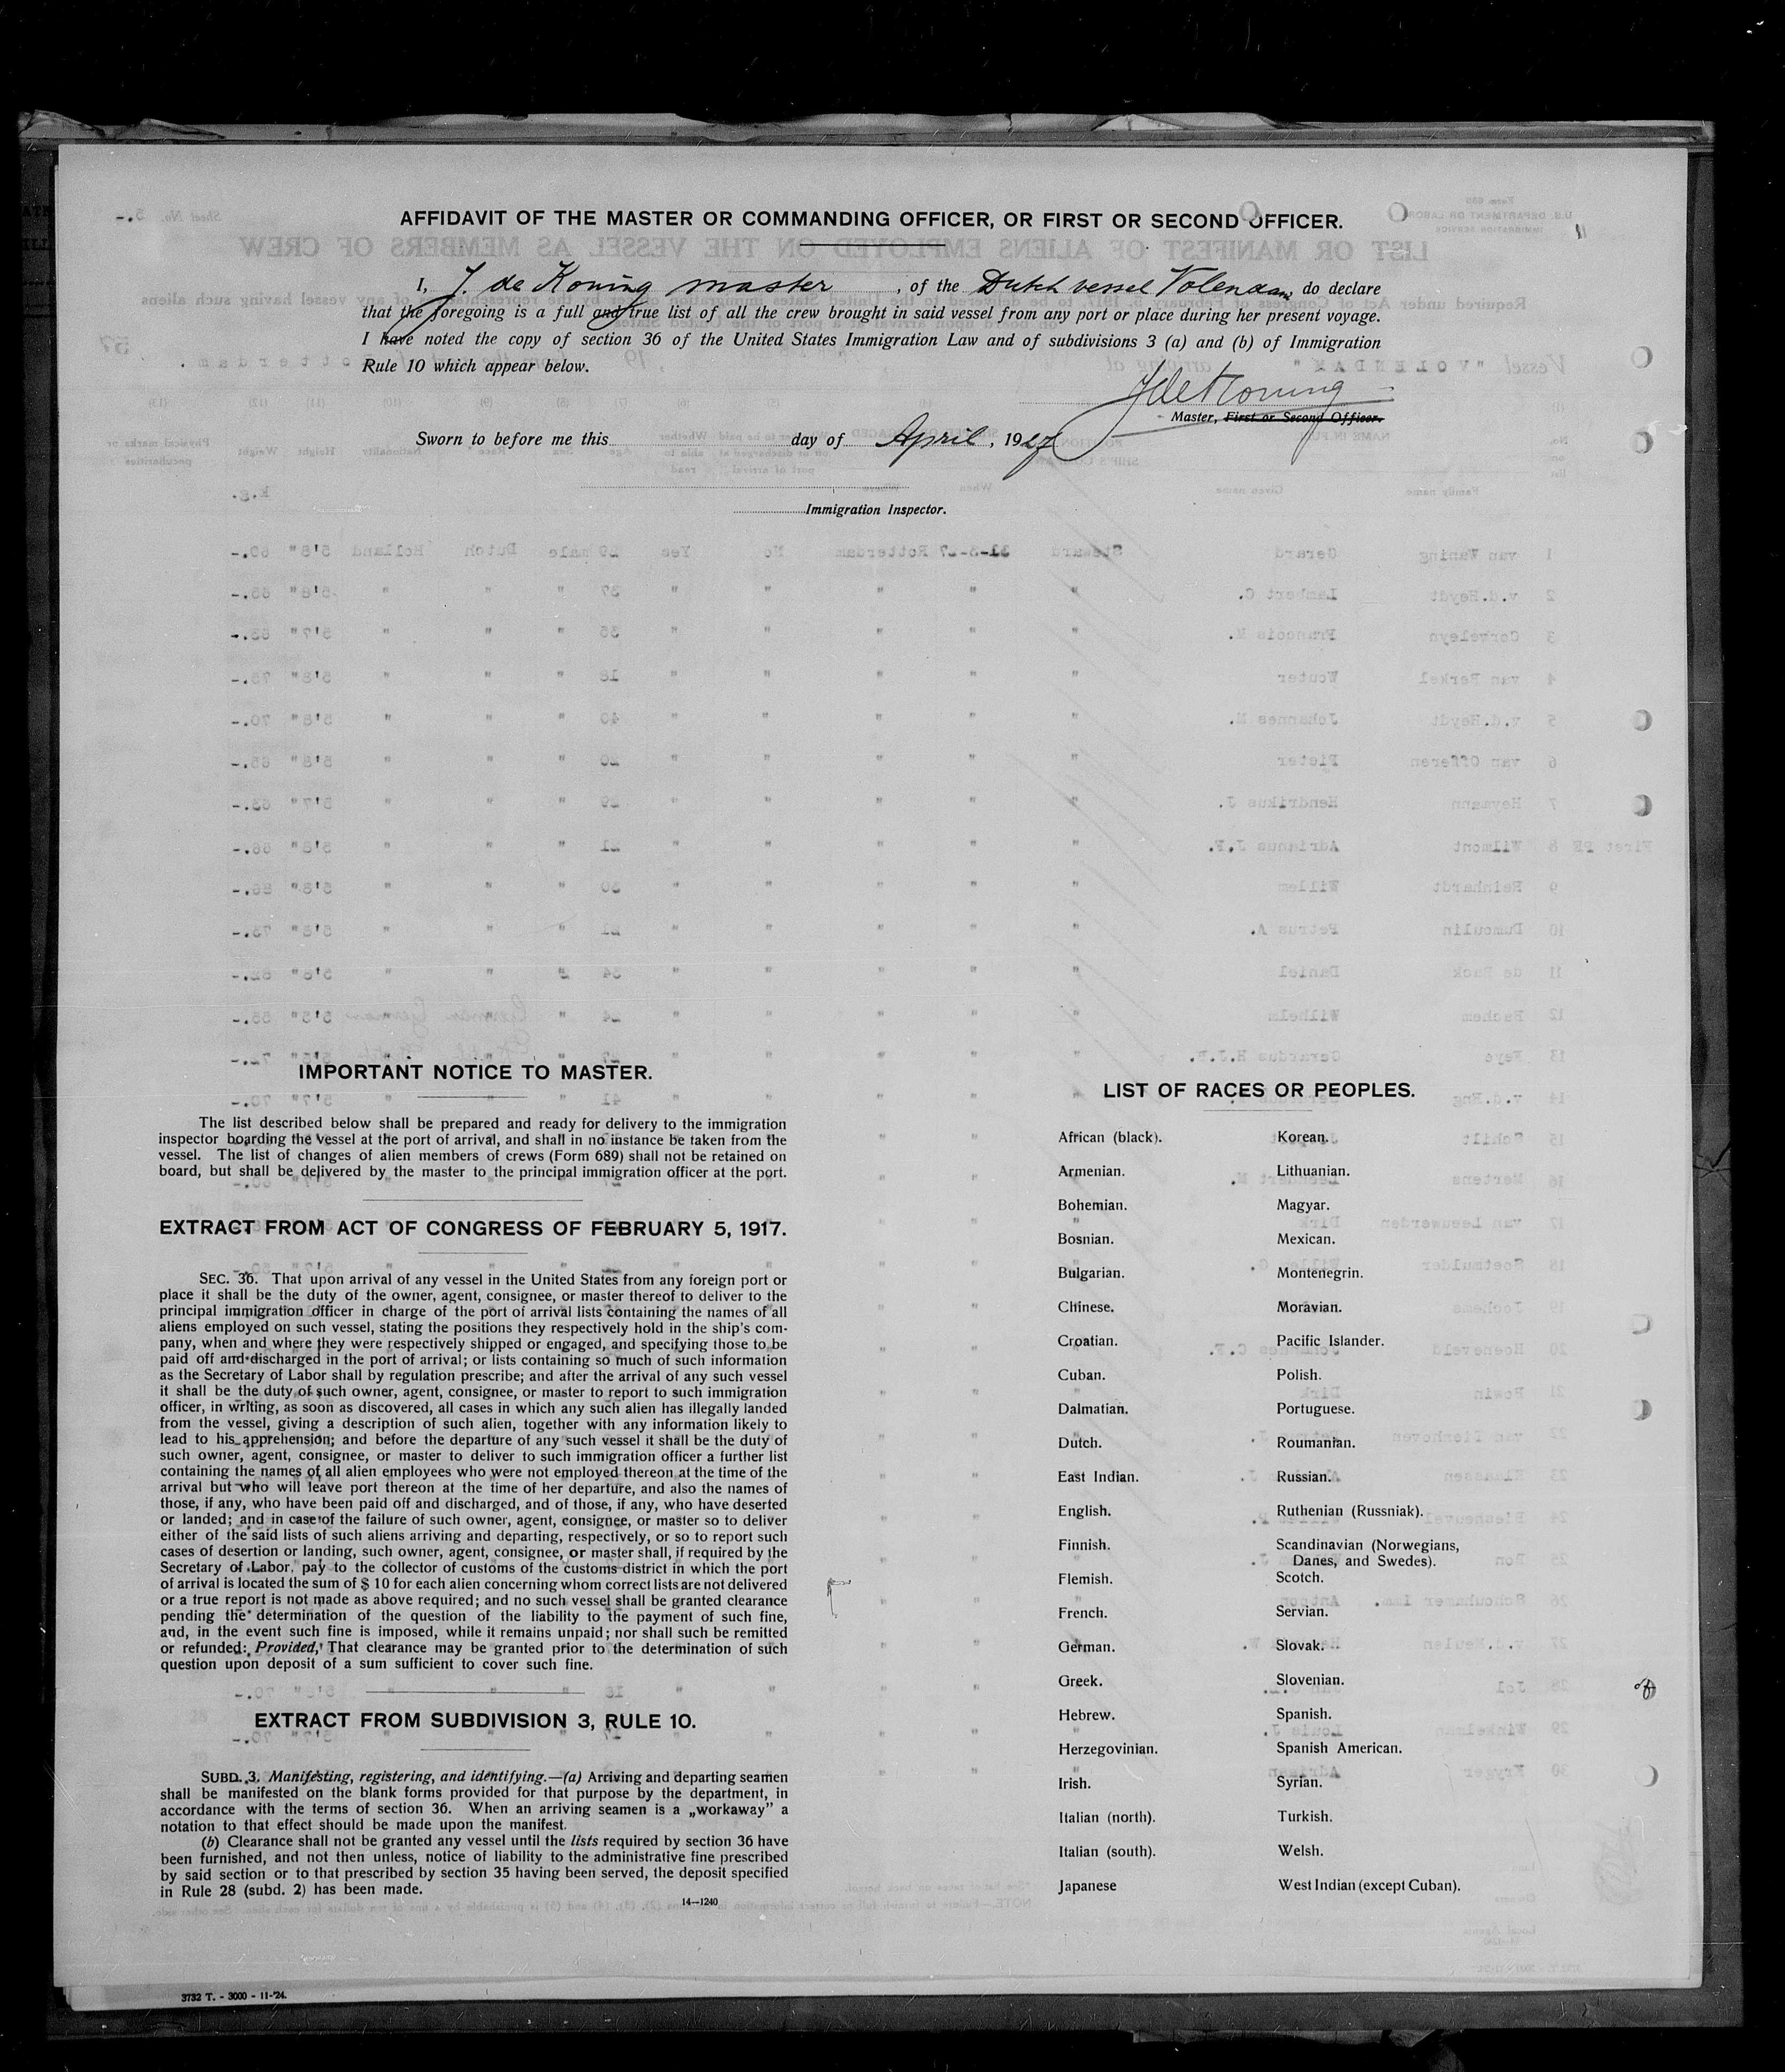 AFFIDAVIT OF THE MASTER OR COMMANDING OFFICER, OR FIRST OR SECOND OFFICER.
I, J. de Koning master, of the Dutch vessel Volendam, do declare
that the foregoing is a full and true list of all the crew brought in said vessel from any port or place during her present voyage.
I have noted the copy of section 36 of the United States Immigration Law and of subdivisions 3 (a) and (b) of Immigration
Rule 10 which appear below.
J de Koning
Master, First or Second Officer.
Sworn to before me this day of April, 1927
Immigration Inspector.
IMPORTANT NOTICE TO MASTER.
The list described below shall be prepared and ready for delivery to the immigration
inspector boarding the vessel at the port of arrival, and shall in no instance be taken from the
vessel. The list of changes of alien members of crews (Form 689) shall not be retained on
board, but shall be delivered by the master to the principal immigration officer at the port.
EXTRACT FROM ACT OF CONGRESS OF FEBRUARY 5, 1917.
SEC. 36. That upon arrival of any vessel in the United States from any foreign port or
place it shall be the duty of the owner, agent, consignee, or master thereof to deliver to the
principal immigration officer in charge of the port of arrival lists containing the names of all
aliens employed on such vessel, stating the positions they respectively hold in the ship's com-
pany, when and where they were respectively shipped or engaged, and specifying those to be
paid off and discharged in the port of arrival; or lists containing so much of such information
as the Secretary of Labor shall by regulation prescribe; and after the arrival of any such vessel
it shall be the duty of such owner, agent, consignee, or master to report to such immigration
officer, in writing, as soon as discovered, all cases in which any such alien has illegally landed
from the vessel, giving a description of such alien, together with any information likely to
lead to his apprehension; and before the departure of any such vessel it shall be the duty of
such owner, agent, consignee, or master to deliver to such immigration officer a further list
containing the names of all alien employees who were not employed thereon at the time of the
arrival but who will leave port thereon at the time of her departure, and also the names of
those, if any, who have been paid off and discharged, and of those, if any, who have deserted
or landed; and in case of the failure of such owner, agent, consignee, or master so to deliver
either of the said lists of such aliens arriving and departing, respectively, or so to report such
cases of desertion or landing, such owner, agent, consignee, or master shall, if required by the
Secretary of Labor, pay to the collector of customs of the customs district in which the port
of arrival is located the sum of $ 10 for each alien concerning whom correct lists are not delivered
or a true report is not made as above required; and no such vessel shall be granted clearance
pending the determination of the question of the liability to the payment of such fine,
and, in the event such fine is imposed, while it remains unpaid; nor shall such be remitted
or refunded: Provided, That clearance may be granted prior to the determination of such
question upon deposit of a sum sufficient to cover such fine.
EXTRACT FROM SUBDIVISION 3, RULE 10.
SUBD. 3. Manifesting, registering, and identifying.—(a) Arriving and departing seamen
shall be manifested on the blank forms provided for that purpose by the department, in
accordance with the terms of section 36. When an arriving seamen is a „workaway” a
notation to that effect should be made upon the manifest.
(b) Clearance shall not be granted any vessel until the lists required by section 36 have
been furnished, and not then unless, notice of liability to the administrative fine prescribed
by said section or to that prescribed by section 35 having been served, the deposit specified
in Rule 28 (subd. 2) has been made.
14—1240
LIST OF RACES OR PEOPLES.
African (black).
Armenian.
Bohemian.
Bosnian.
Bulgarian.
Chinese.
Croatian.
Cuban.
Dalmatian.
Dutch.
East Indian.
English.
Finnish.
Flemish.
French.
German.
Greek.
Hebrew.
Herzegovinian.
Irish.
Italian (north).
Italian (south).
Japanese
Korean.
Lithuanian.
Magyar.
Mexican.
Montenegrin.
Moravian.
Pacific Islander.
Polish.
Portuguese.
Roumanian.
Russian.
Ruthenian (Russniak).
Scandinavian (Norwegians,
Danes, and Swedes).
Scotch.
Servian.
Slovak.
Slovenian.
Spanish.
Spanish American.
Syrian.
Turkish.
Welsh.
West Indian (except Cuban).
3732 T. - 3000 - 11-'24.